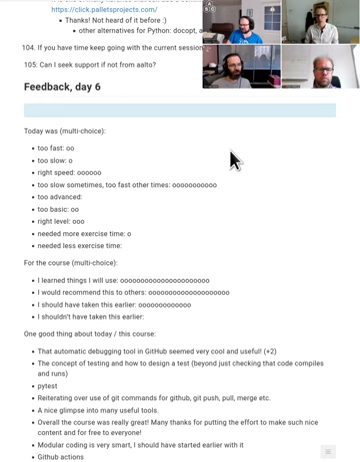 https://click.palletsprojects.com/
Thanks! Not heard of it before :)
other alternatives for Python: docopt,
104. If you have time keep going with the current session
105: Can I seek support if not from aalto?
Feedback, day 6
Today was (multi-choice):
too fast: oo
too slow: o
right speed: oooooo
too slow sometimes, too fast other times: ooooooooooo
too advanced:
too basic: oo
right level: ooo
needed more exercise time: o
needed less exercise time:
For the course (multi-choice):
I learned things I will use: oooooooooooooooooooooo
I would recommend this to others: oooooooooooooooooooo
I should have taken this earlier: ooooooooooooo
I shouldn't have taken this earlier:
One good thing about today / this course:
That automatic debugging tool in GitHub seemed very cool and useful! (+2)
The concept of testing and how to design a test (beyond just checking that code compiles
and runs)
pytest
Reiterating over use of git commands for github, git push, pull, merge etc.
A nice glimpse into many useful tools.
Overall the course was really great! Many thanks for putting the effort to make such nice
content and for free to everyone!
Modular coding is very smart, I should have started earlier with it
Github actions